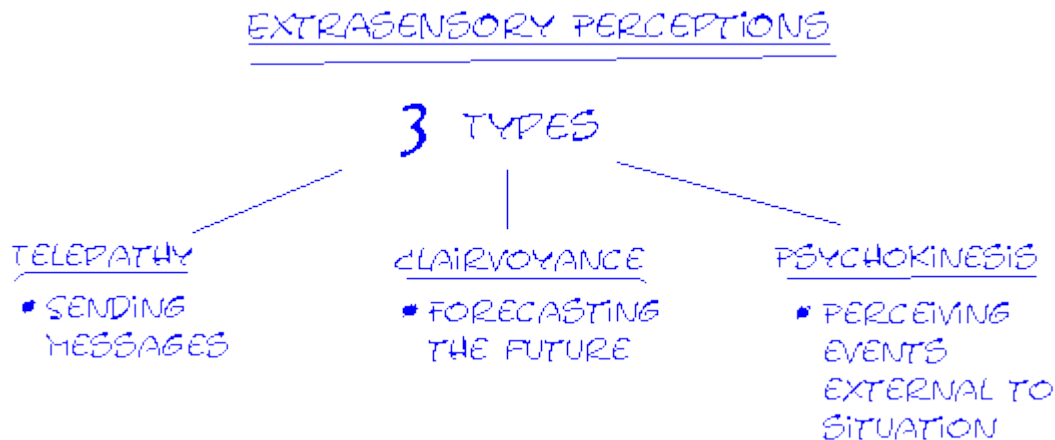 EXTRASENSORY PERCEPTIONS
3 TYPES
TELEPATHY
• SENDING
MESSAGES
CLAIRVOYANCE
• FORECASTING
THE FUTURE
PSYCHOKINESIS
• PERCEIVING
EVENTS
EXTERNAL TO
SITUATION